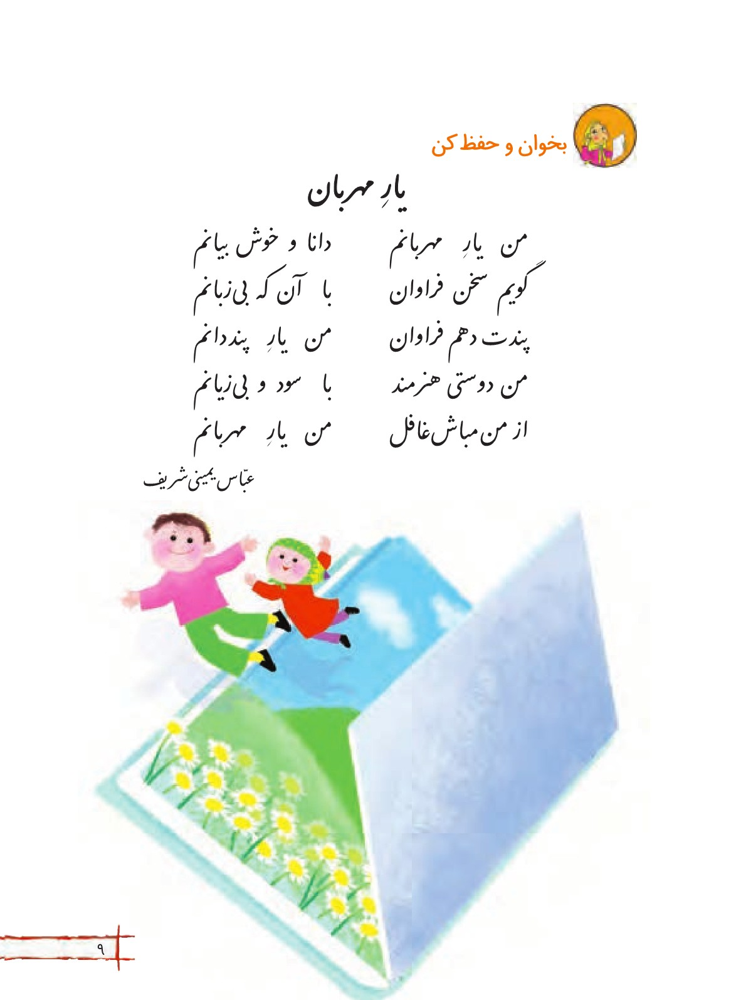 بخوان و حفظ کن
یارِ مهربان
من یارِ مهربانم دانا و خوش بیانم
گویم سخن فراوان با آن که بی‌زبانم
پندت دهم فراوان من یارِ پنددانم
من دوستی هنرمند با سود و بی‌زیانم
از من مباش غافل من یارِ مهربانم
عبّاس یمینی شریف
۹